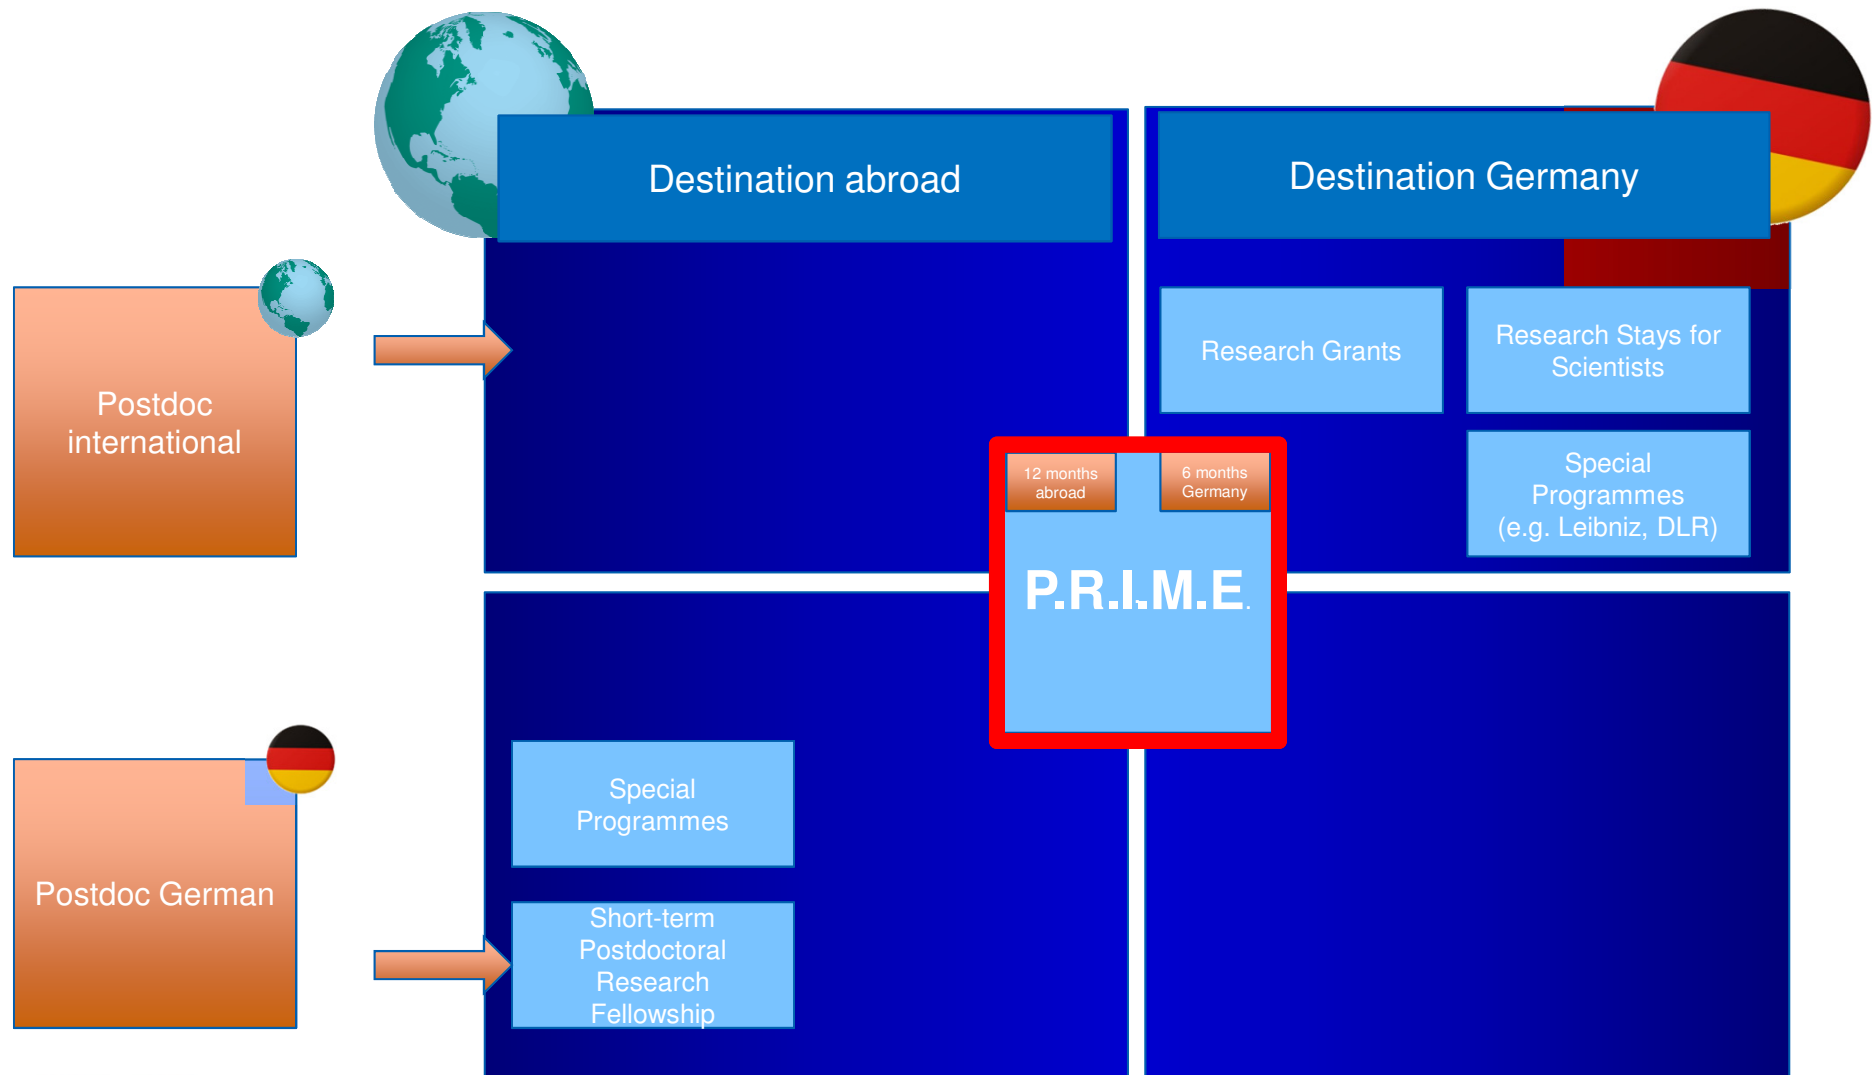 Destination abroad
Destination Germany
Postdoc
international
Research Grants
Research Stays for
Scientists
Special
Programmes
(e.g. Leibniz, DLR)
12 months
abroad
6 months
Germany
P.R.I.M.E.
Postdoc German
Special
Programmes
Short-term
Postdoctoral
Research
Fellowship